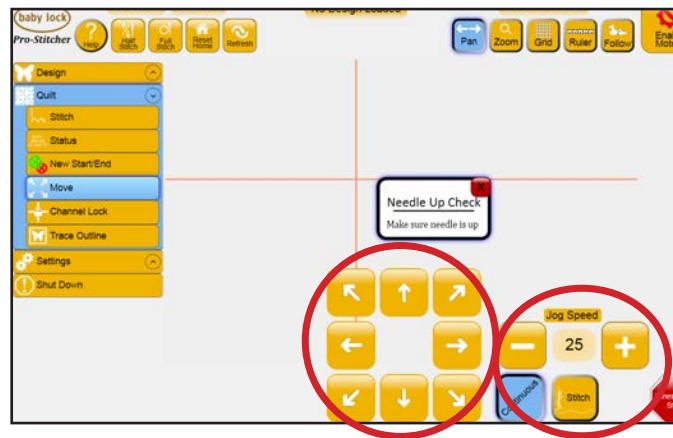 No Design Loaded
baby lock
Pro-Stitcher
Help
Half
Stitch
Full
Stitch
Reset
Home
Refresh
Pan
Zoom
Grid
Ruler
Follow
Design
Quilt
Stitch
Status
New Start/End
Move
Channel Lock
Trace Outline
Settings
Shut Down
X
Needle Up Check
Make sure needle is up
Jog Speed
25
Continuous
Stitch